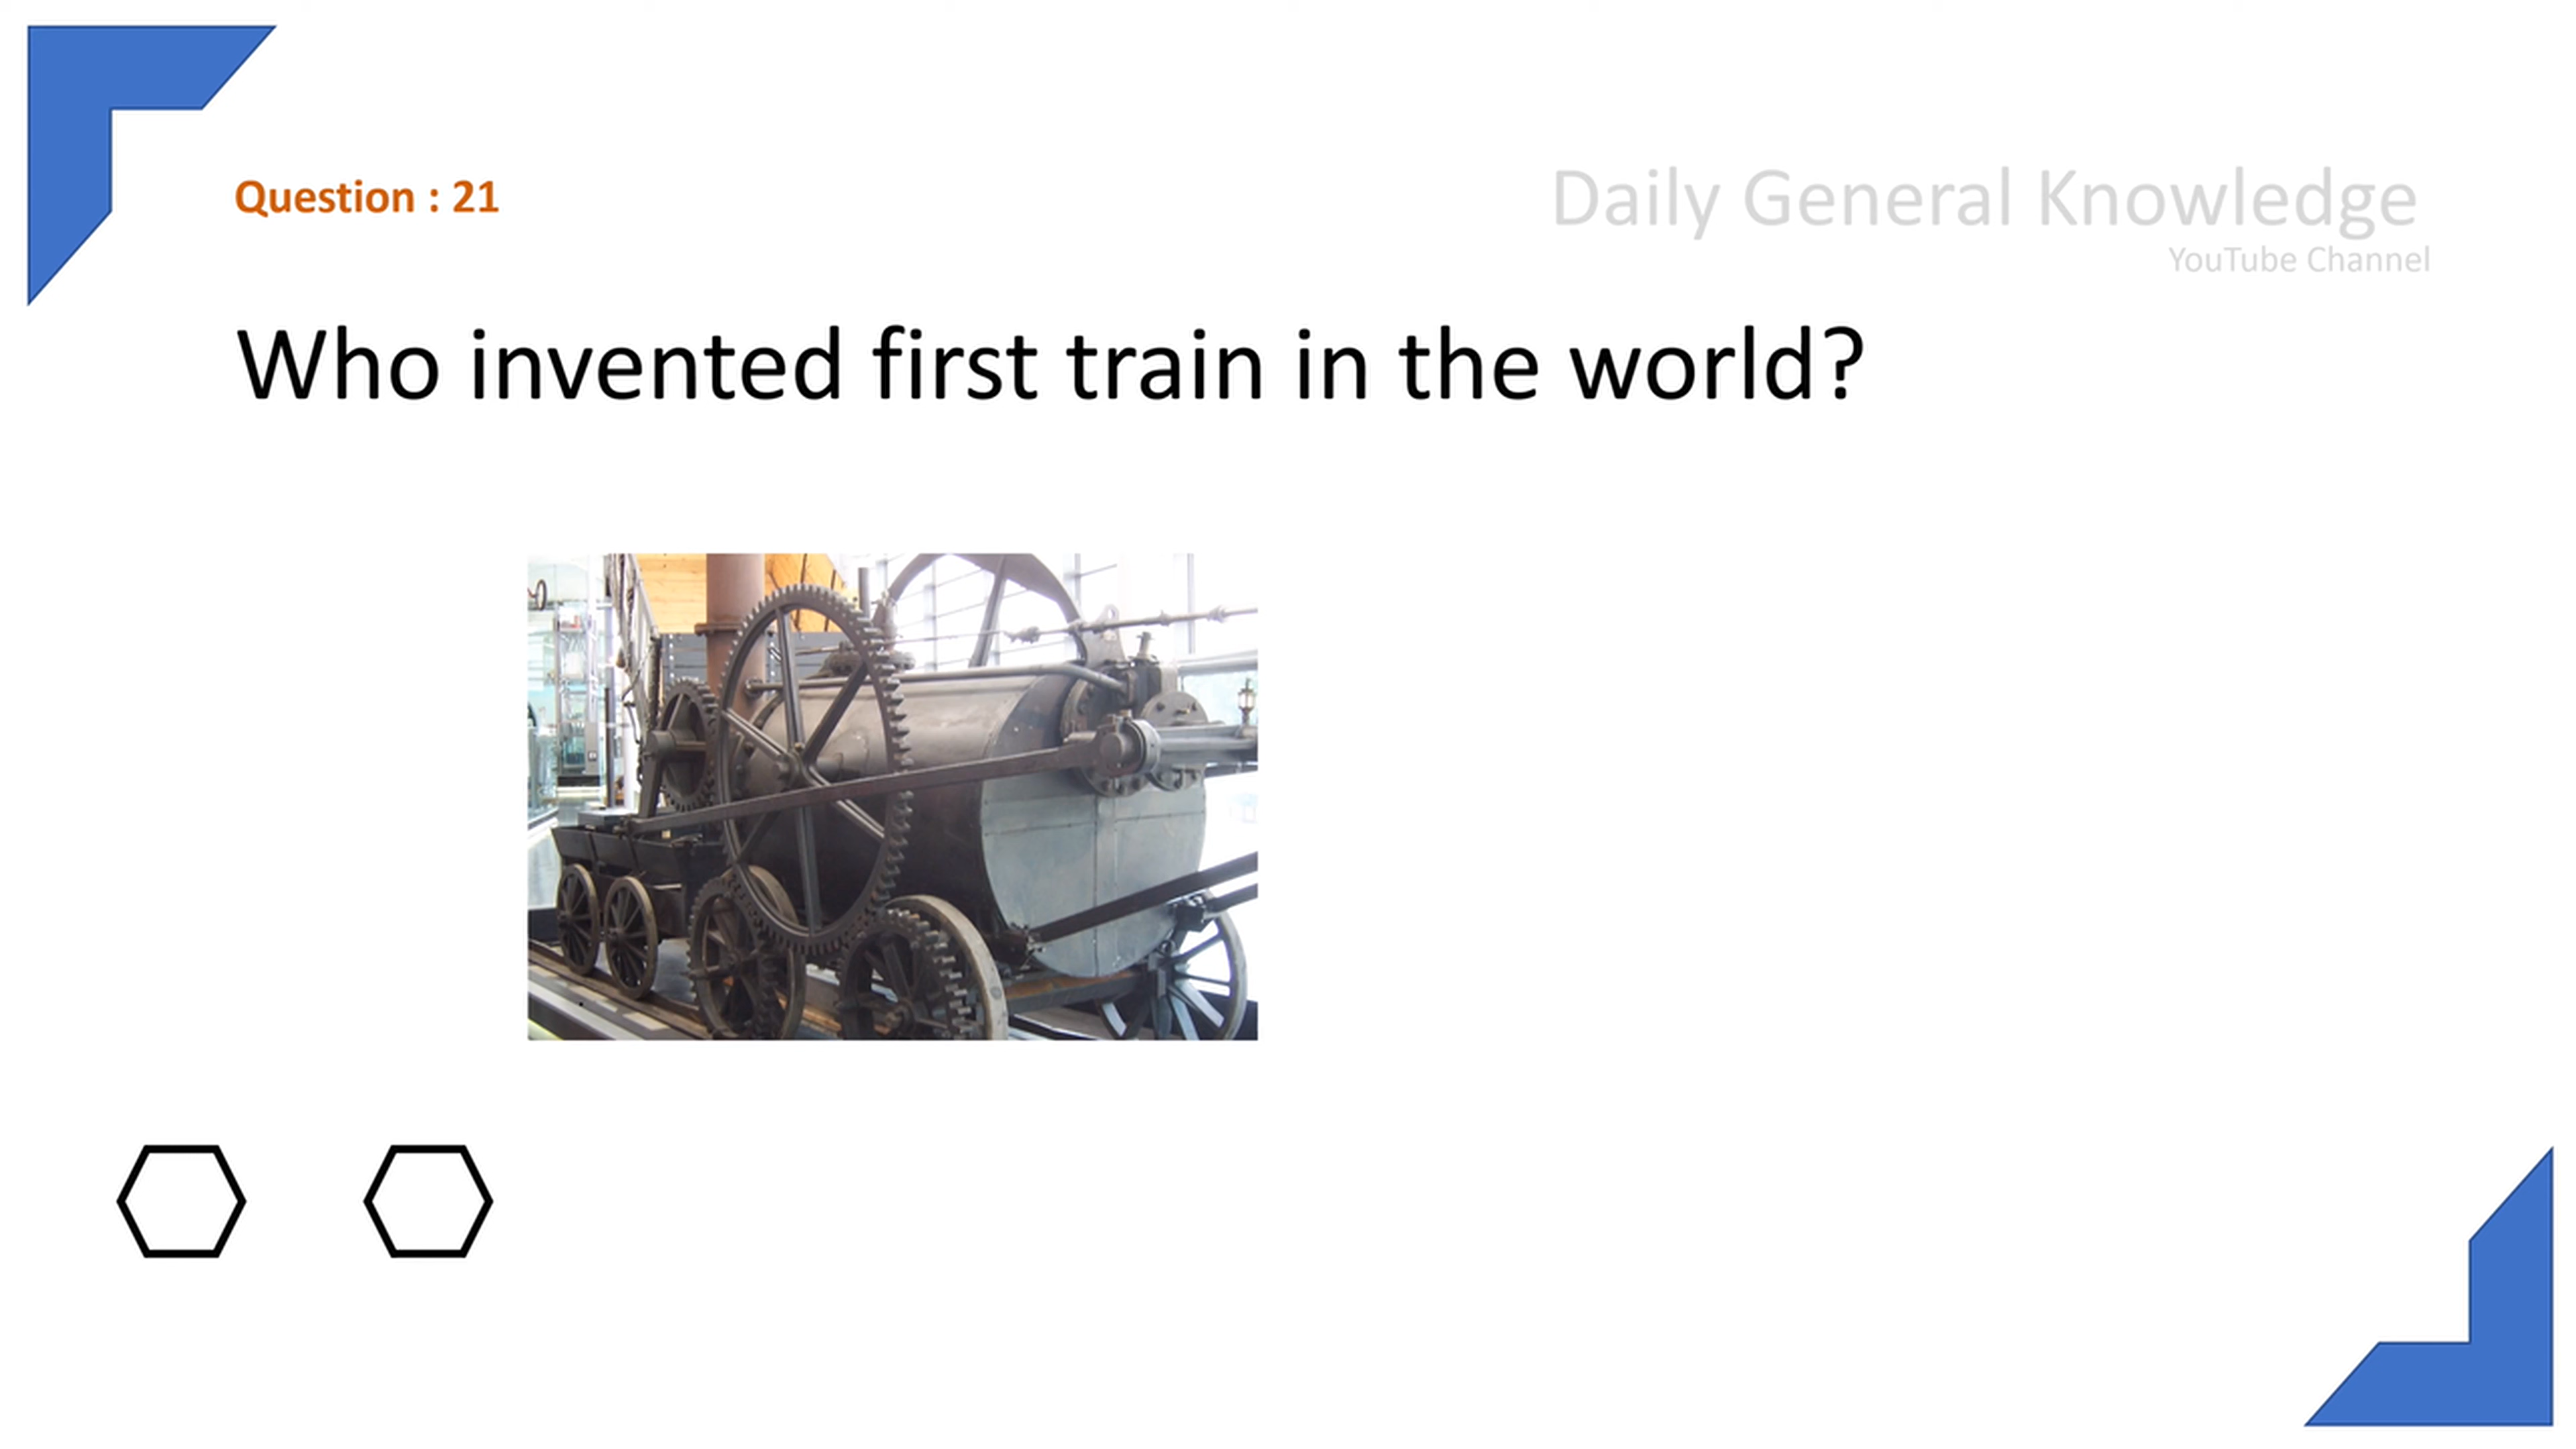 Question : 21
Daily General Knowledge
YouTube Channel
Who invented first train in the world?